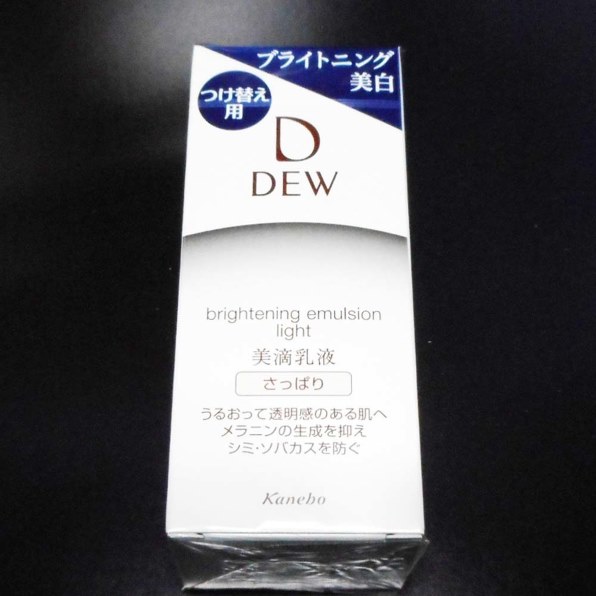 ブライトニング
美白
つけ替え
用
D
DEW
brightening emulsion
light
美滴乳液
さっぱり
うるおって透明感のある肌へ
メラニンの生成を抑え
シミ・ソバカスを防ぐ
Kanebo